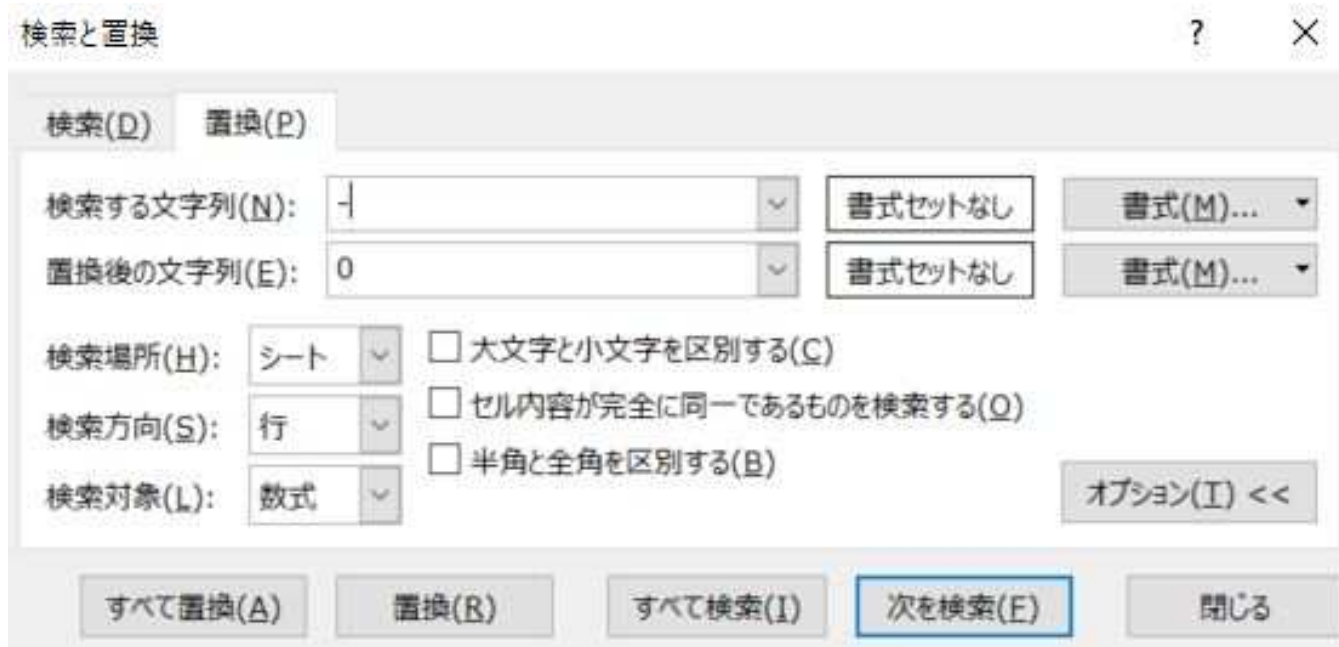 検索と置換 ? ×
検索(D) 置換(P)
検索する文字列(N): - 書式セットなし 書式(M)...
置換後の文字列(E): 0 書式セットなし 書式(M)...
検索場所(H): シート 大文字と小文字を区別する(C)
セル内容が完全に同一であるものを検索する(O)
検索方向(S): 行
半角と全角を区別する(B)
検索対象(L): 数式 オプション(T) <<
すべて置換(A) 置換(R) すべて検索(I) 次を検索(F) 閉じる